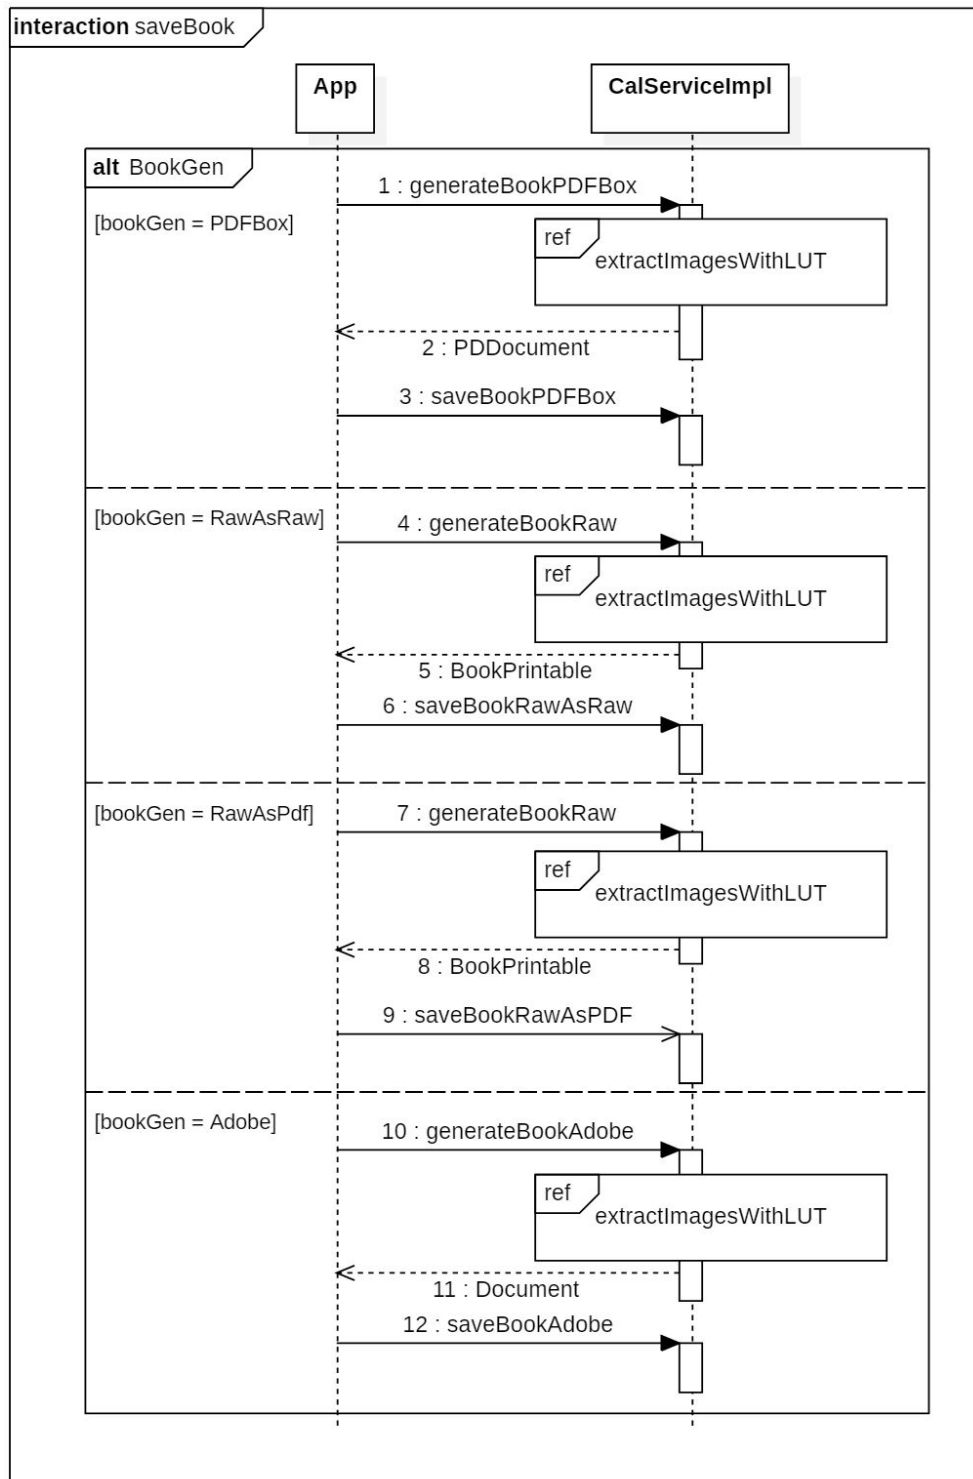 interaction saveBook
App
CalServiceImpl
alt BookGen
1 : generateBookPDFBox
[bookGen = PDFBox]
ref
extractImagesWithLUT
2 : PDDocument
3 : saveBookPDFBox
[bookGen = RawAsRaw]
4 : generateBookRaw
ref
extractImagesWithLUT
5 : BookPrintable
6 : saveBookRawAsRaw
[bookGen = RawAsPdf]
7 : generateBookRaw
ref
extractImagesWithLUT
8 : BookPrintable
9 : saveBookRawAsPDF
[bookGen = Adobe]
10 : generateBookAdobe
ref
extractImagesWithLUT
11 : Document
12 : saveBookAdobe